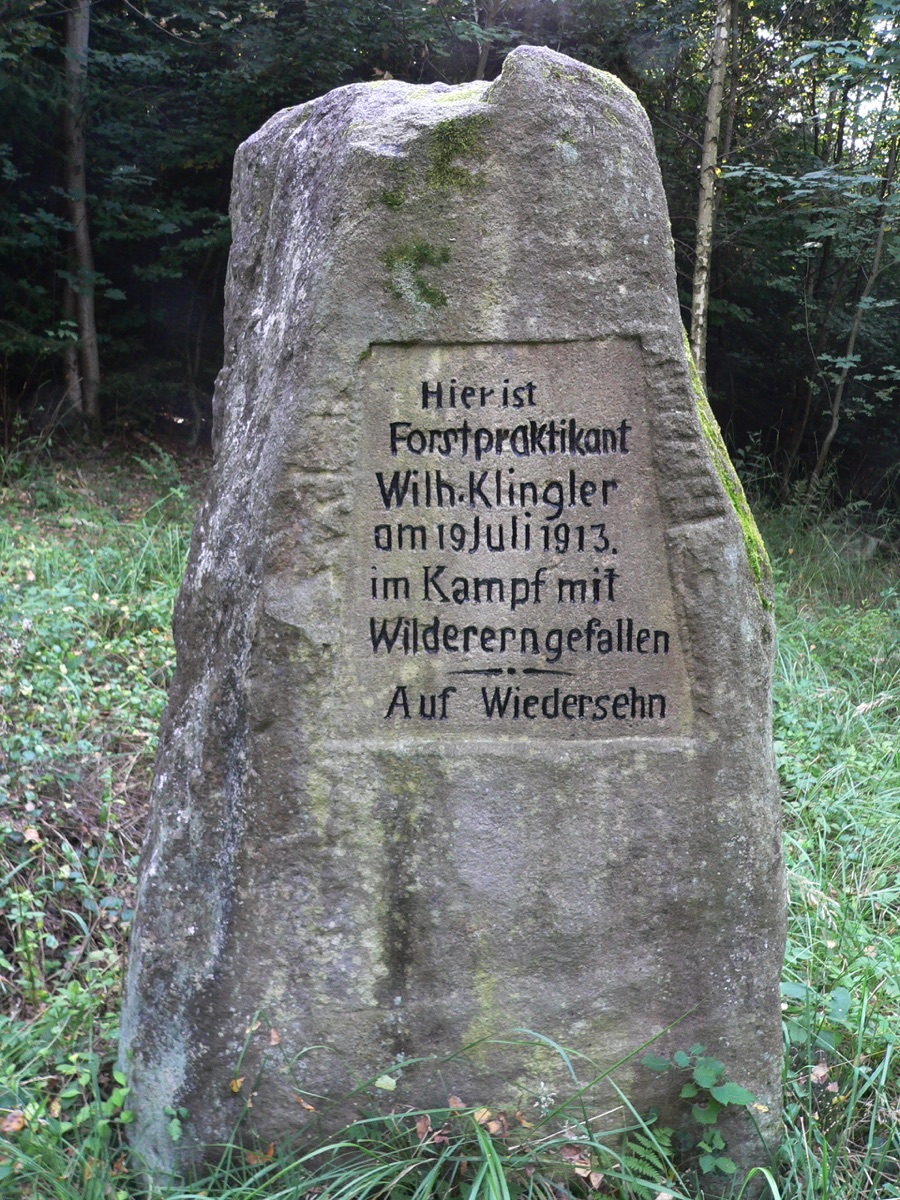 Hier ist
Forstpraktikant
Wilh. Klingler
am 19 Juli 1913.
im Kampf mit
Wilderern gefallen
Auf Wiedersehn